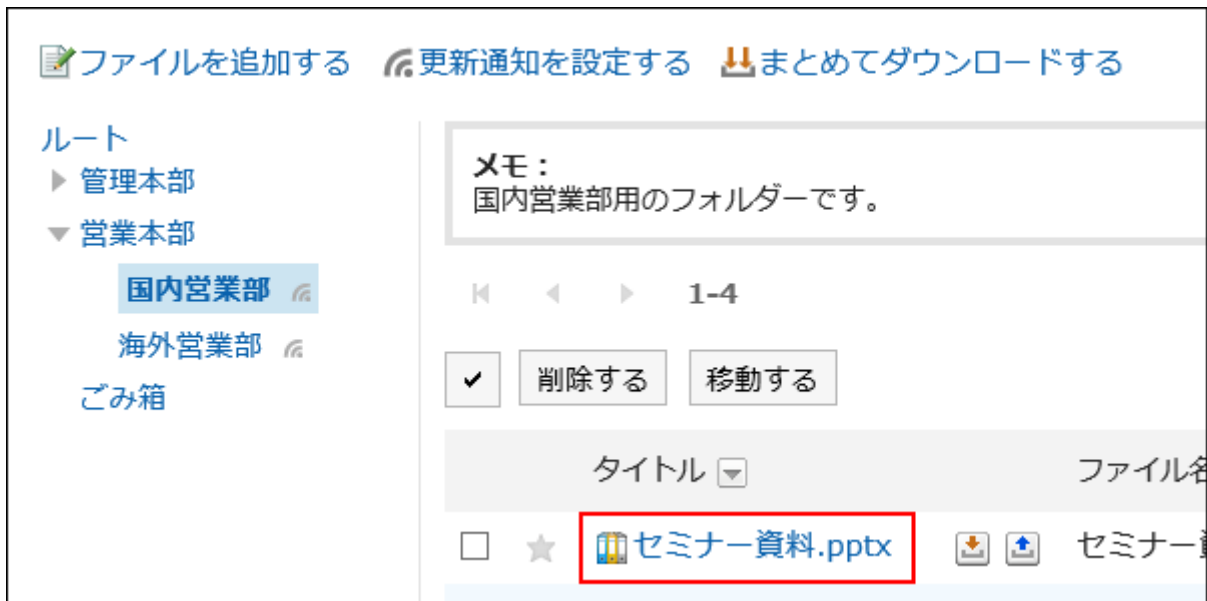 ファイルを追加する 更新通知を設定する まとめてダウンロードする
ルート
管理本部
営業本部
国内営業部
海外営業部
ごみ箱
メモ：
国内営業部用のフォルダーです。
1-4
削除する 移動する
タイトル ファイル名
セミナー資料.pptx セミナー